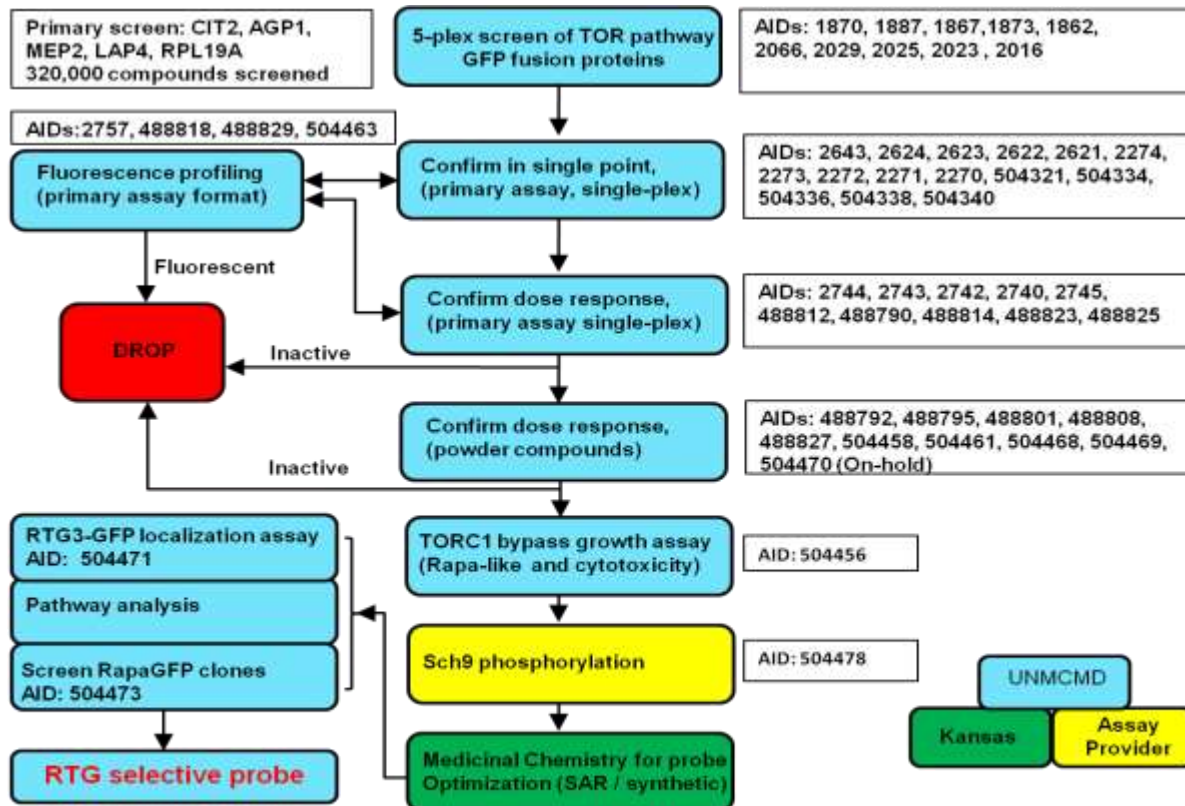 Primary screen: CIT2, AGP1,
MEP2, LAP4, RPL19A
320,000 compounds screened
5-plex screen of TOR pathway
GFP fusion proteins
AIDs: 1870, 1887, 1867,1873, 1862,
2066, 2029, 2025, 2023 , 2016
AIDs:2757, 488818, 488829, 504463
Fluorescence profiling
(primary assay format)
Confirm in single point,
(primary assay, single-plex)
AIDs: 2643, 2624, 2623, 2622, 2621, 2274,
2273, 2272, 2271, 2270, 504321, 504334,
504336, 504338, 504340
Fluorescent
Confirm dose response,
(primary assay single-plex)
AIDs: 2744, 2743, 2742, 2740, 2745,
488812, 488790, 488814, 488823, 488825
DROP
Inactive
Confirm dose response,
(powder compounds)
AIDs: 488792, 488795, 488801, 488808,
488827, 504458, 504461, 504468, 504469,
504470 (On-hold)
Inactive
RTG3-GFP localization assay
AID: 504471
TORC1 bypass growth assay
(Rapa-like and cytotoxicity)
AID: 504456
Pathway analysis
Sch9 phosphorylation
AID: 504478
Screen RapaGFP clones
AID: 504473
UNMCMD
Kansas
Assay
Provider
RTG selective probe
Medicinal Chemistry for probe
Optimization (SAR / synthetic)